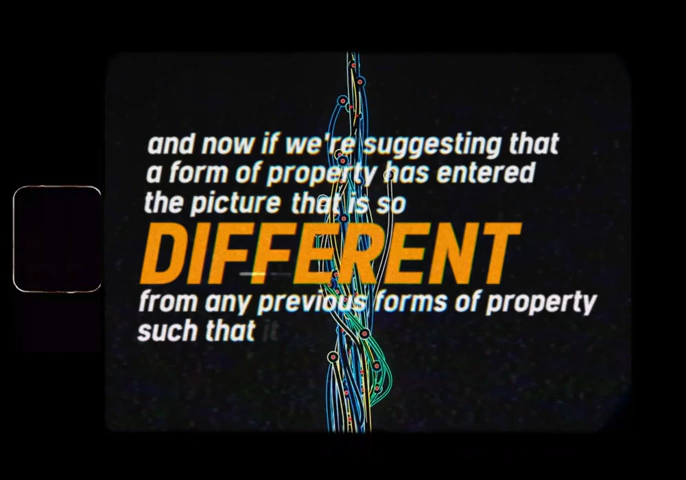 and now if we're suggesting that
a form of property has entered
the picture that is so
DIFFERENT
from any previous forms of property
such that it